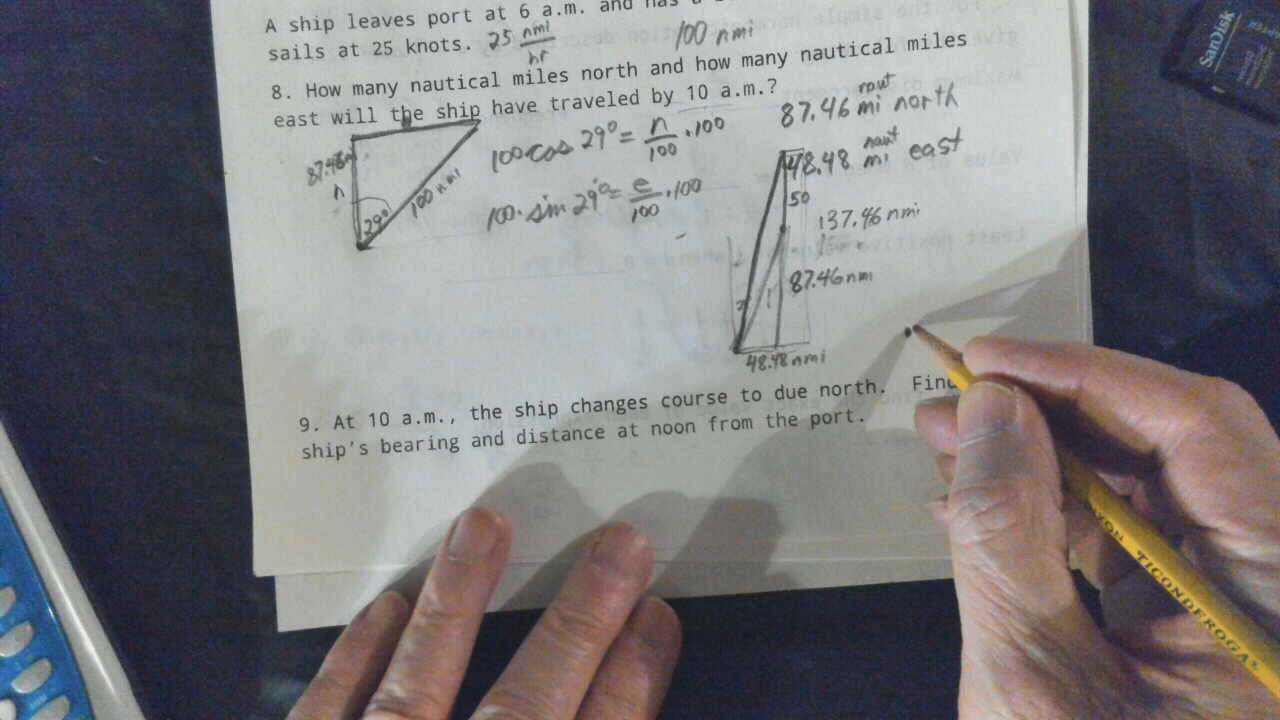 A ship leaves port at 6 a.m. and has a
sails at 25 knots. 25 nmi/hr 100 nmi
8. How many nautical miles north and how many nautical miles
east will the ship have traveled by 10 a.m.?
87.46 naut mi north
48.48 naut mi east
100 cos 29° = n/100 · 100
100 · sin 29° = e/100 · 100
n
29°
100 nmi
50
137.46 nmi
87.46 nmi
48.48 nmi
9. At 10 a.m., the ship changes course to due north. Find
ship's bearing and distance at noon from the port.
SanDisk
DIXON TICONDEROGA